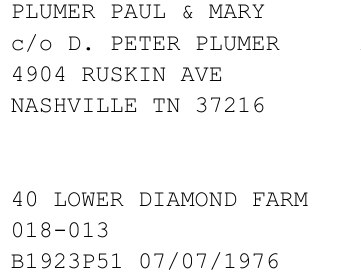 PLUMER PAUL & MARY
c/o D. PETER PLUMER
4904 RUSKIN AVE
NASHVILLE TN 37216
40 LOWER DIAMOND FARM
018-013
B1923P51 07/07/1976